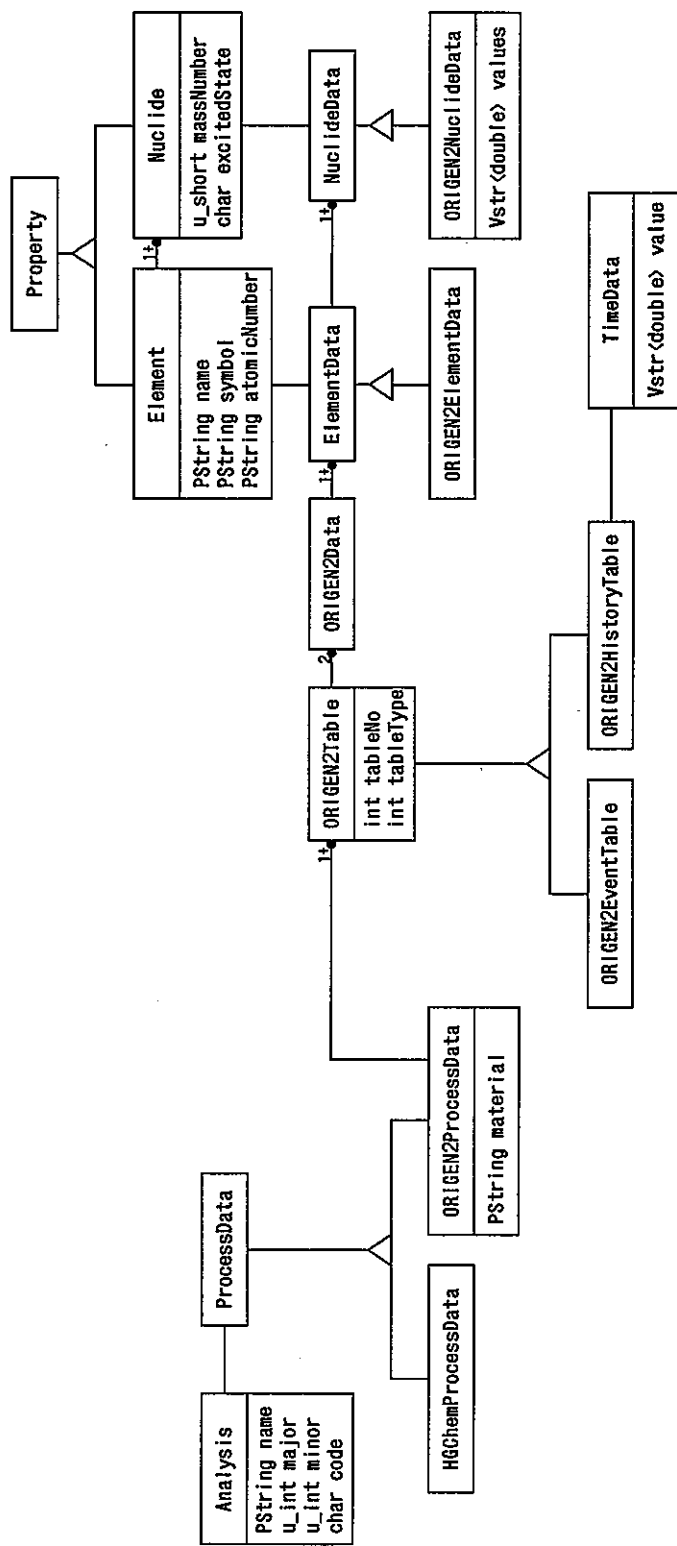 Property
Element
PString name
PString symbol
PString atomicNumber
1+
Nuclide
u_short massNumber
char excitedState
Analysis
PString name
u_int major
u_int minor
char code
ProcessData
1+
ORIGEN2Table
int tableNo
int tableType
2
ORIGEN2Data
1+
ElementData
1+
NuclideData
HGChemProcessData
ORIGEN2ProcessData
PString material
ORIGEN2ElementData
ORIGEN2NuclideData
Vstr<double> values
ORIGEN2EventTable
ORIGEN2HistoryTable
TimeData
Vstr<double> value